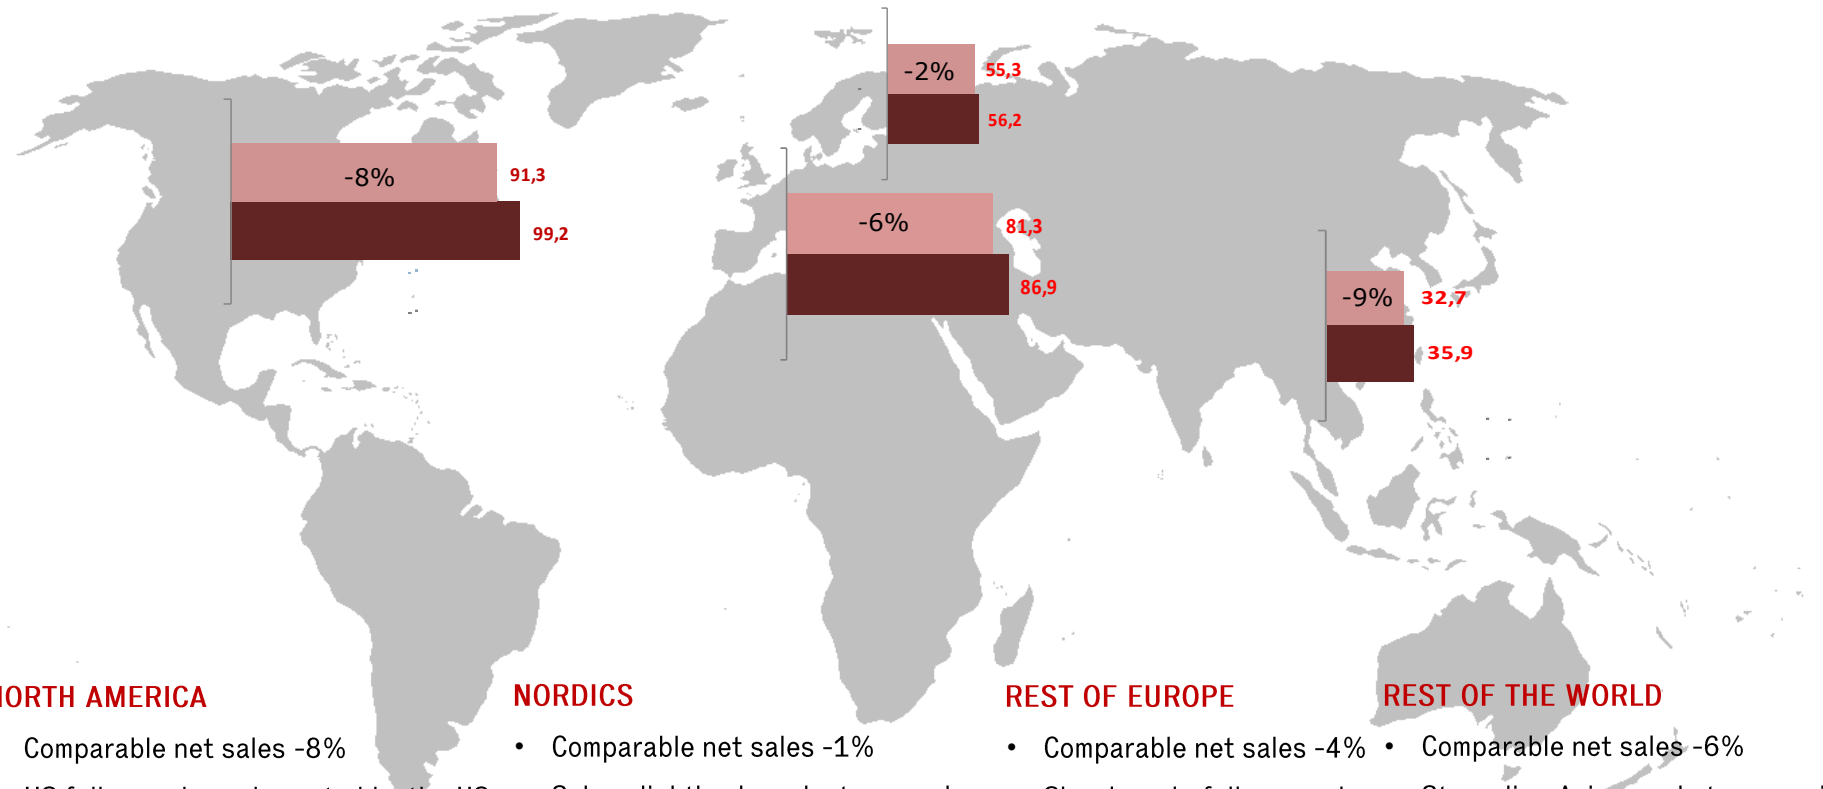 -2%
55,3
56,2
-8%
91,3
99,2
-6%
81,3
86,9
-9%
32,7
35,9
NORTH AMERICA
Comparable net sales -8%
NORDICS
• Comparable net sales -1%
REST OF EUROPE
• Comparable net sales -4%
REST OF THE WORLD
• Comparable net sales -6%